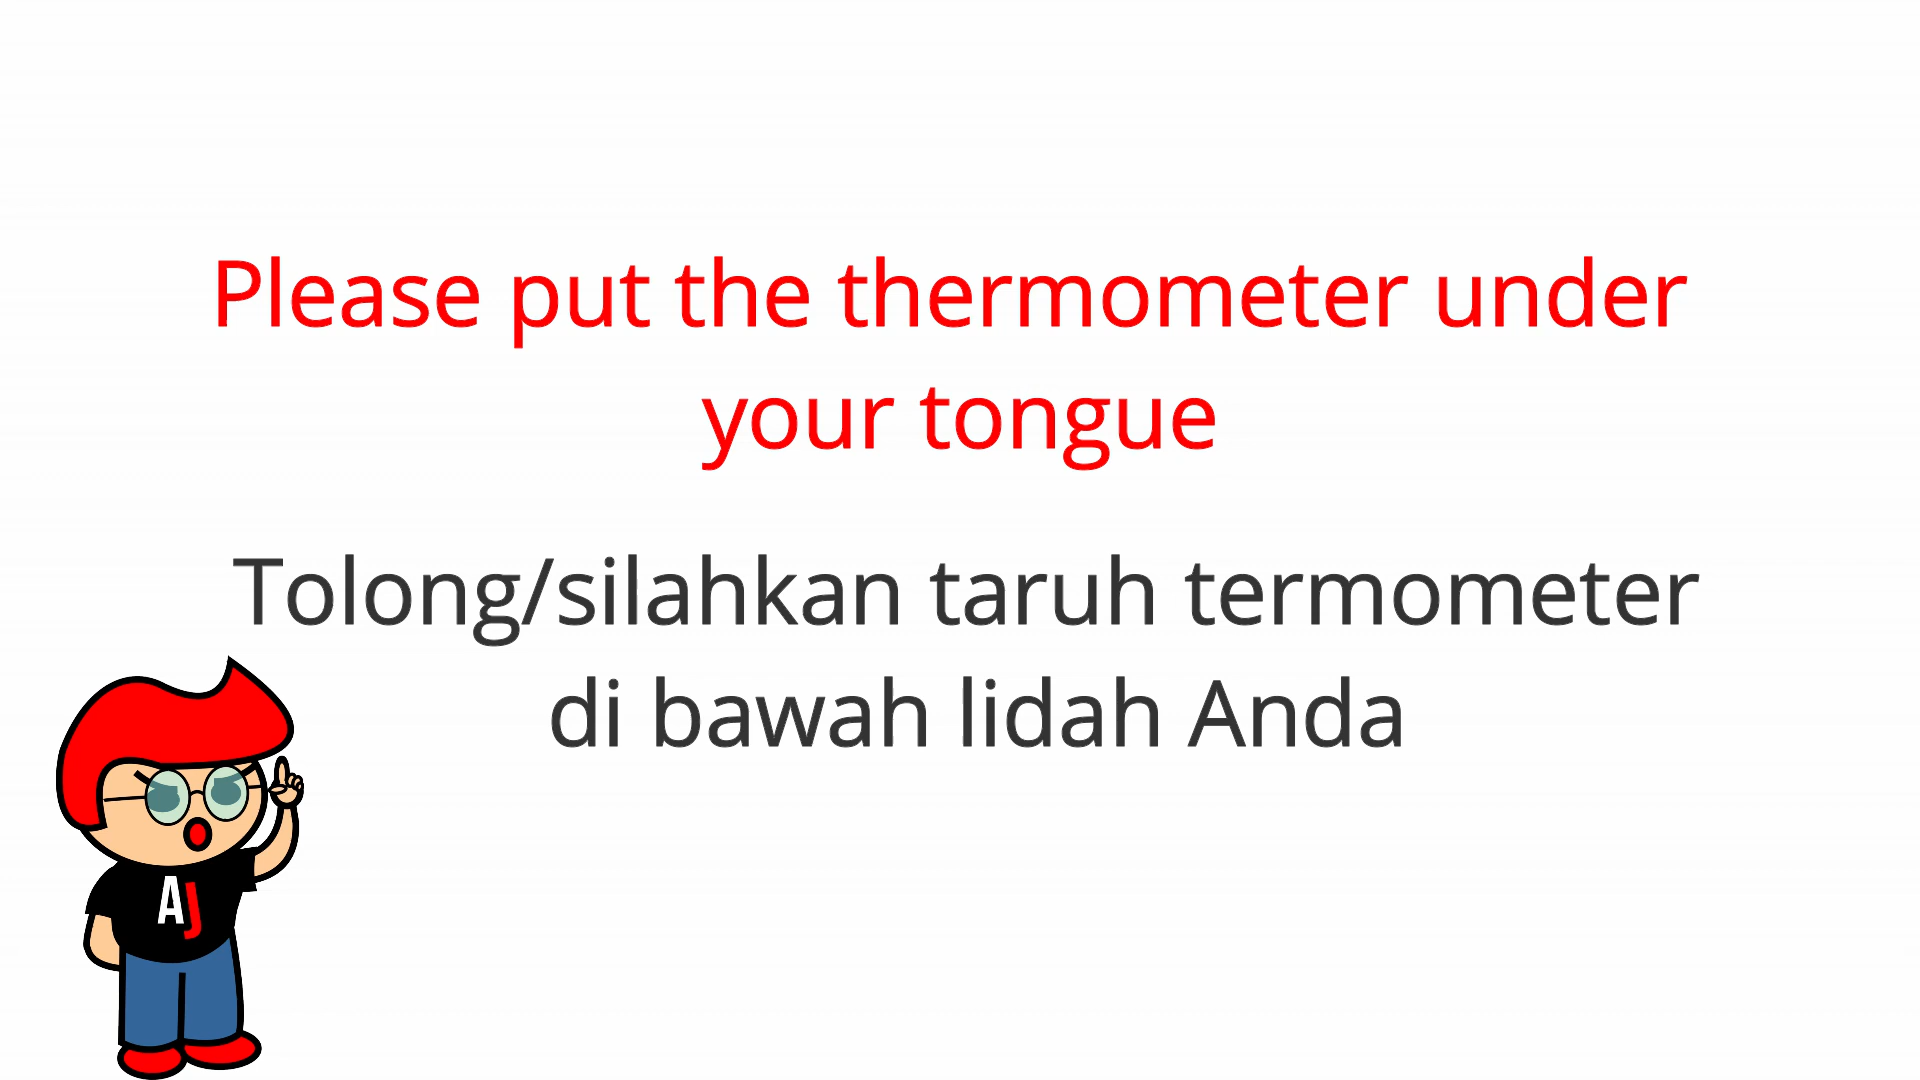 Please put the thermometer under
your tongue
Tolong/silahkan taruh termometer
di bawah lidah Anda
AJ